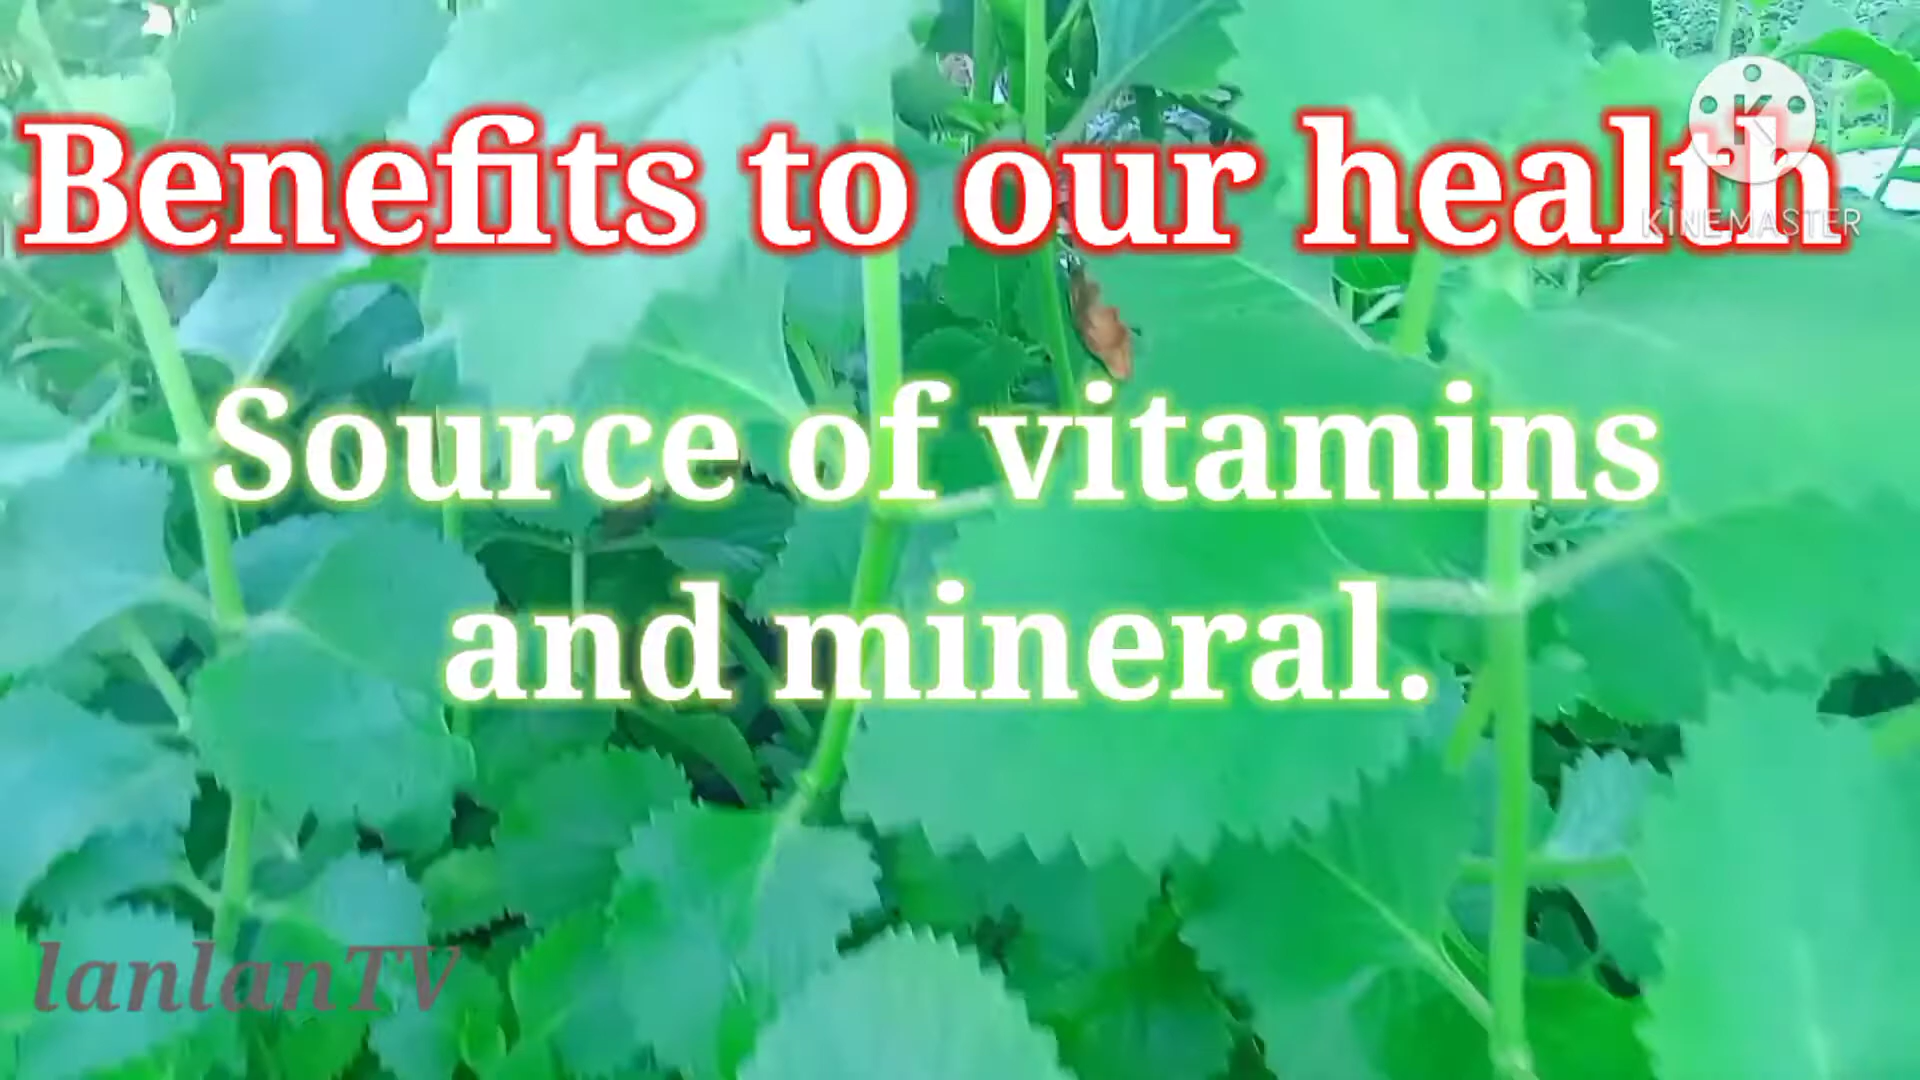 Benefits to our health
K
KINEMASTER
Source of vitamins
and mineral.
lanlanTV